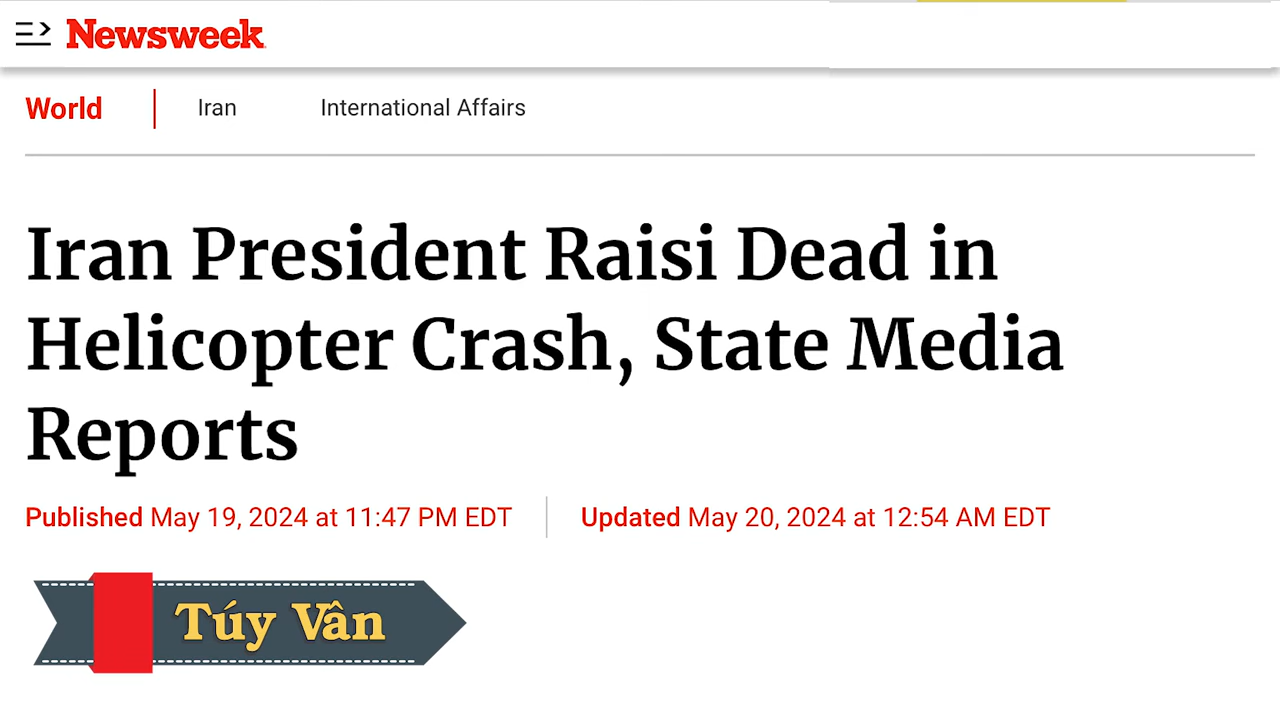 Newsweek
World
Iran
International Affairs
Iran President Raisi Dead in
Helicopter Crash, State Media
Reports
Published May 19, 2024 at 11:47 PM EDT
Updated May 20, 2024 at 12:54 AM EDT
Túy Vân